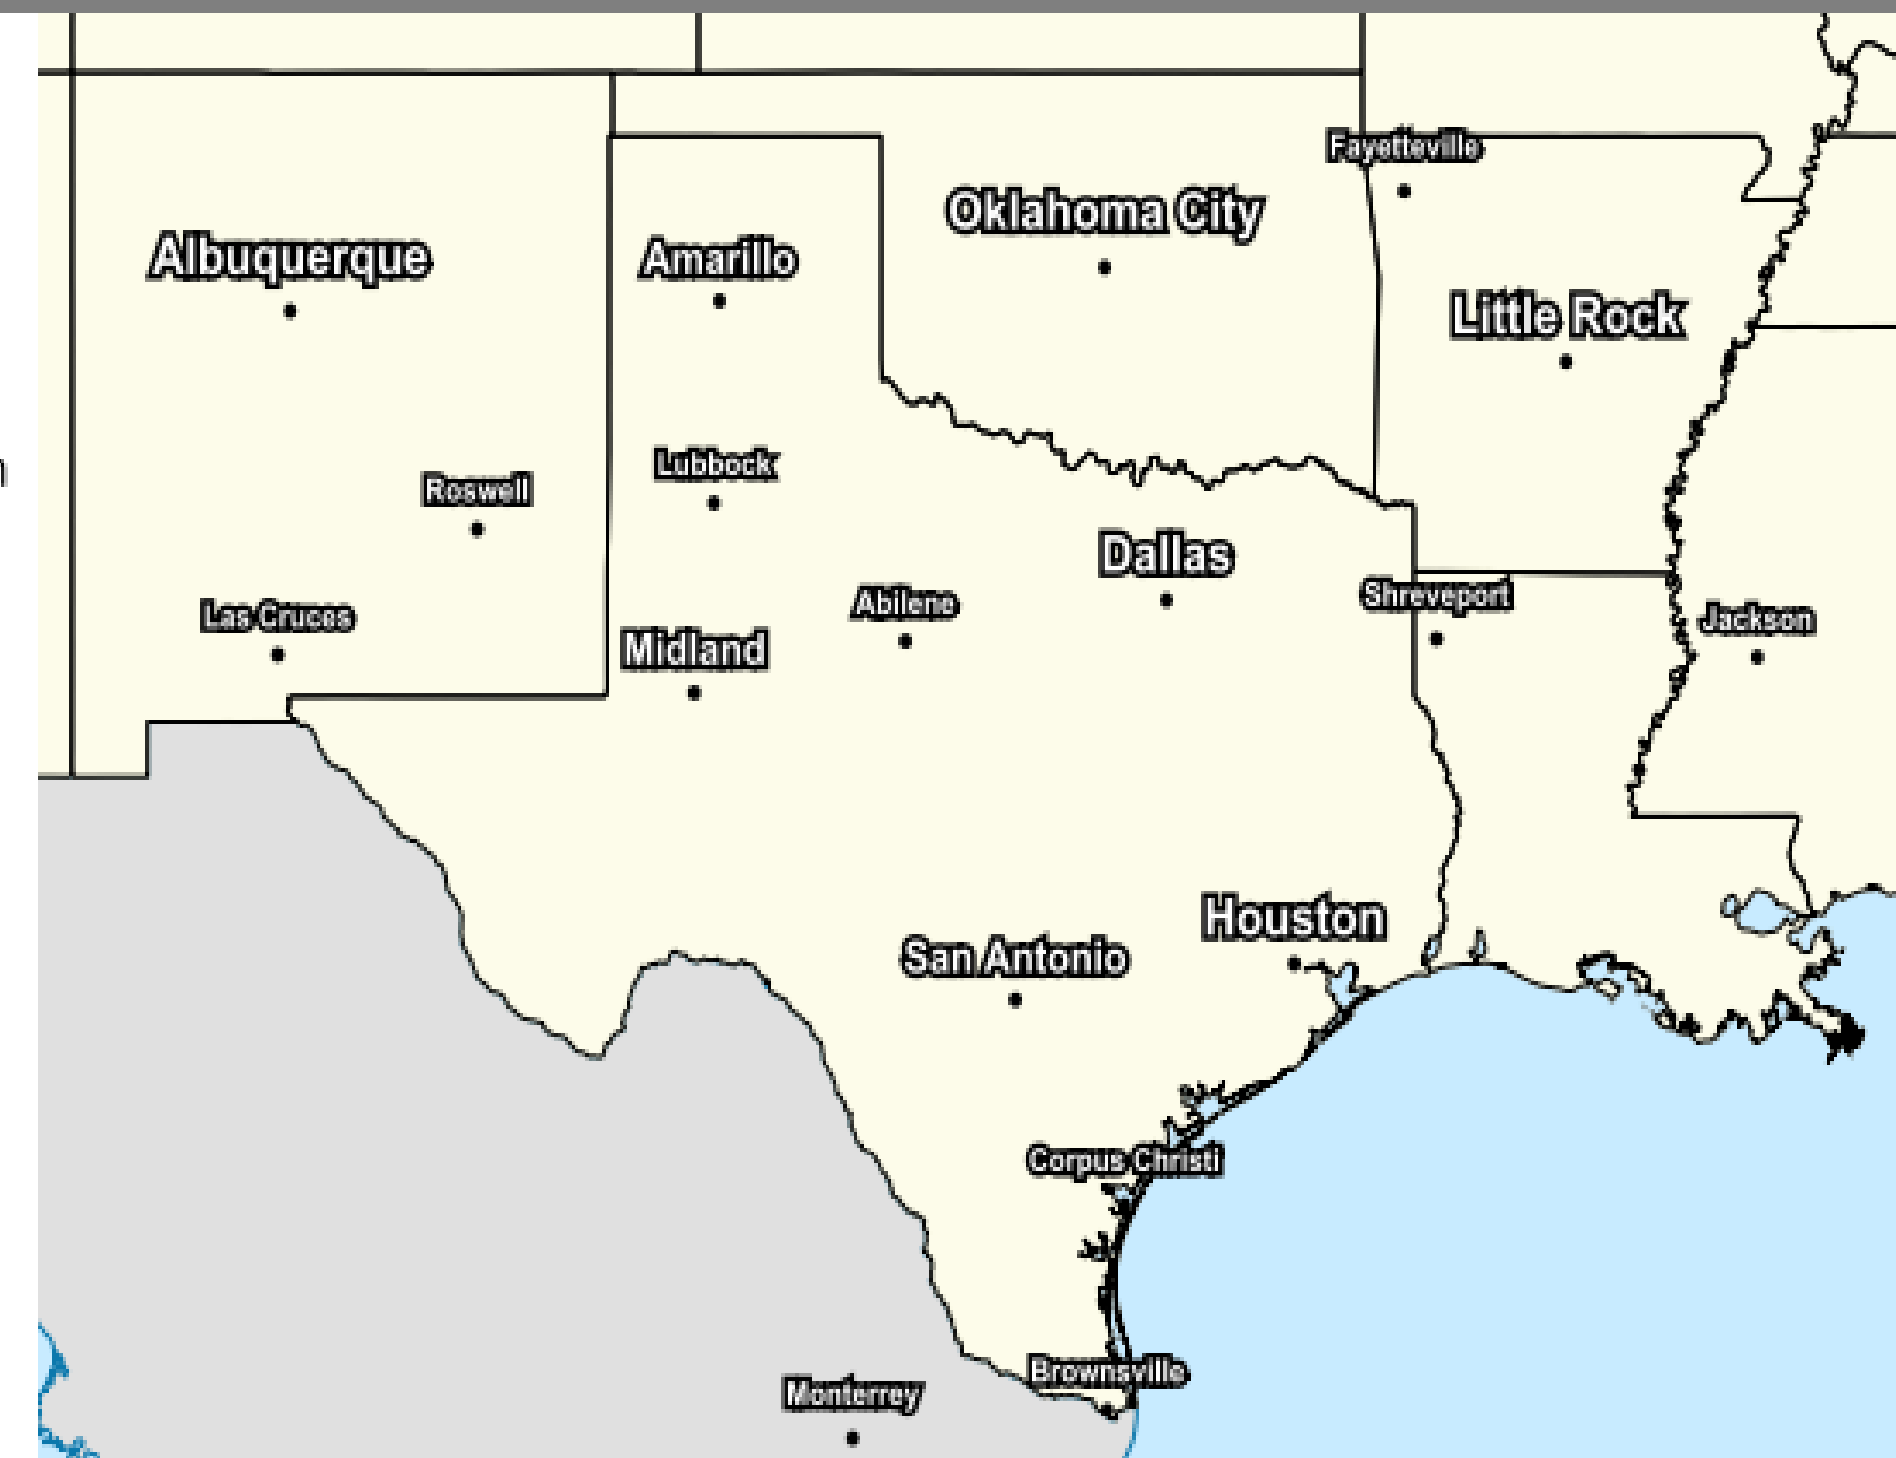 Fayetteville
Oklahoma City
Albuquerque
Amarillo
Little Rock
Lubbock
Roswell
Dallas
Shreveport
Abilene
Las Cruces
Jackson
Midland
Houston
San Antonio
Corpus Christi
Brownsville
Monterrey